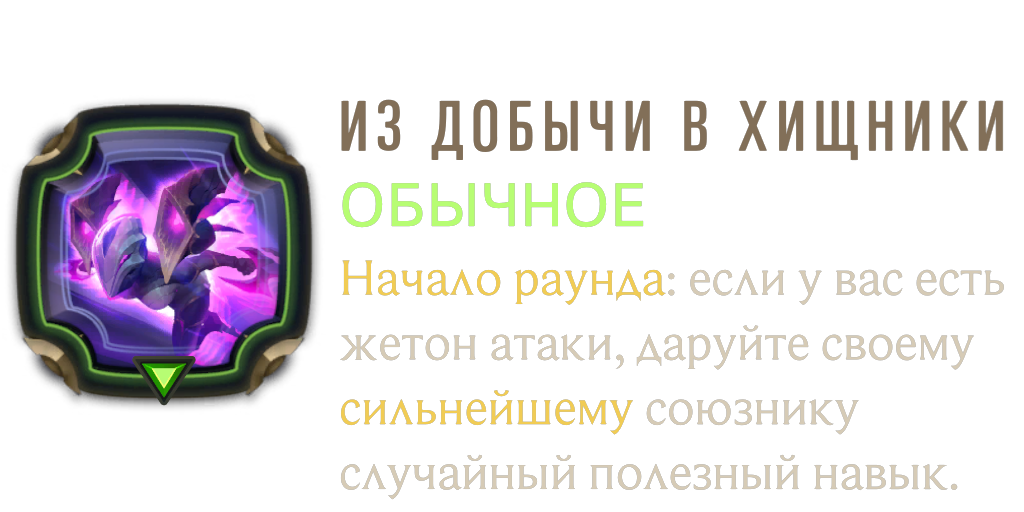 ИЗ ДОБЫЧИ В ХИЩНИКИ
ОБЫЧНОЕ
Начало раунда: если у вас есть
жетон атаки, даруйте своему
сильнейшему союзнику
случайный полезный навык.